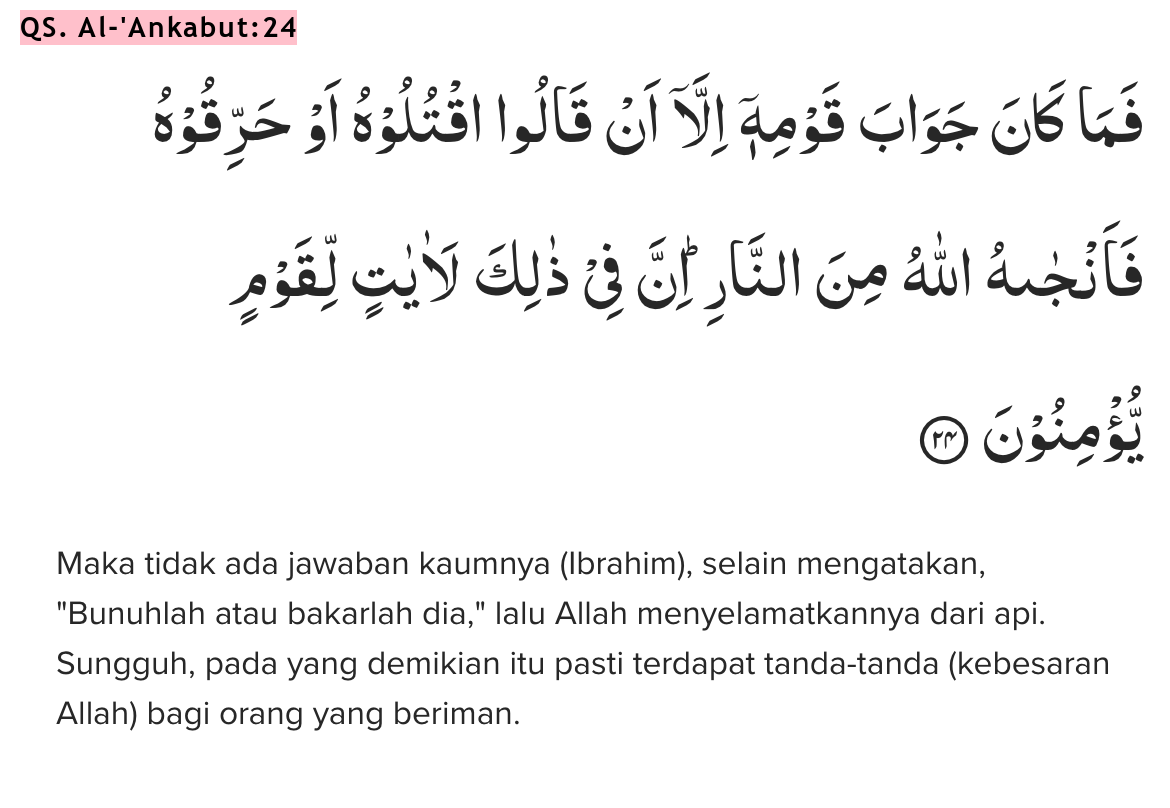 QS. Al-'Ankabut:24
فَمَا كَانَ جَوَابَ قَوْمِهٖٓ اِلَّآ اَنْ قَالُوا اقْتُلُوْهُ اَوْ حَرِّقُوْهُ
فَاَنْجٰىهُ اللّٰهُ مِنَ النَّارِۗ اِنَّ فِيْ ذٰلِكَ لَاٰيٰتٍ لِّقَوْمٍ
يُّؤْمِنُوْنَ ٢٤
Maka tidak ada jawaban kaumnya (Ibrahim), selain mengatakan,
"Bunuhlah atau bakarlah dia," lalu Allah menyelamatkannya dari api.
Sungguh, pada yang demikian itu pasti terdapat tanda-tanda (kebesaran
Allah) bagi orang yang beriman.